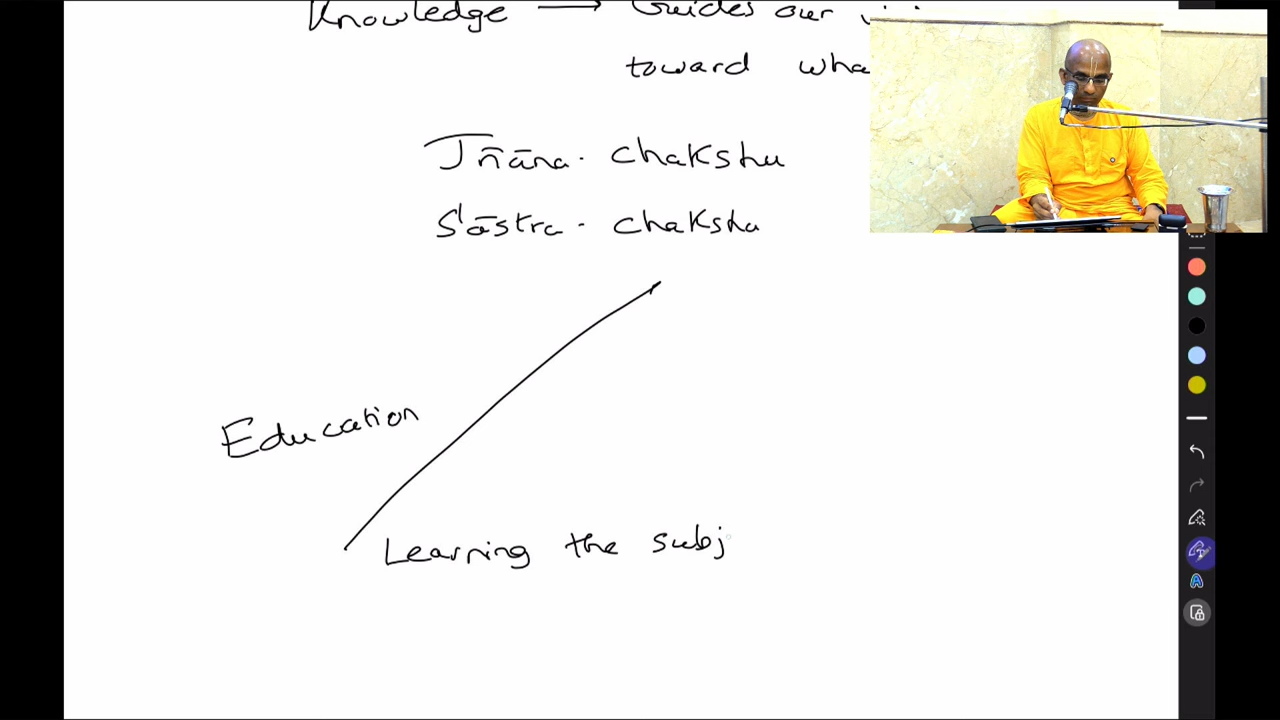 Knowledge → Guides our
toward wha
Jñāna - chakshu
Śāstra - chakshu
Education
Learning the subj